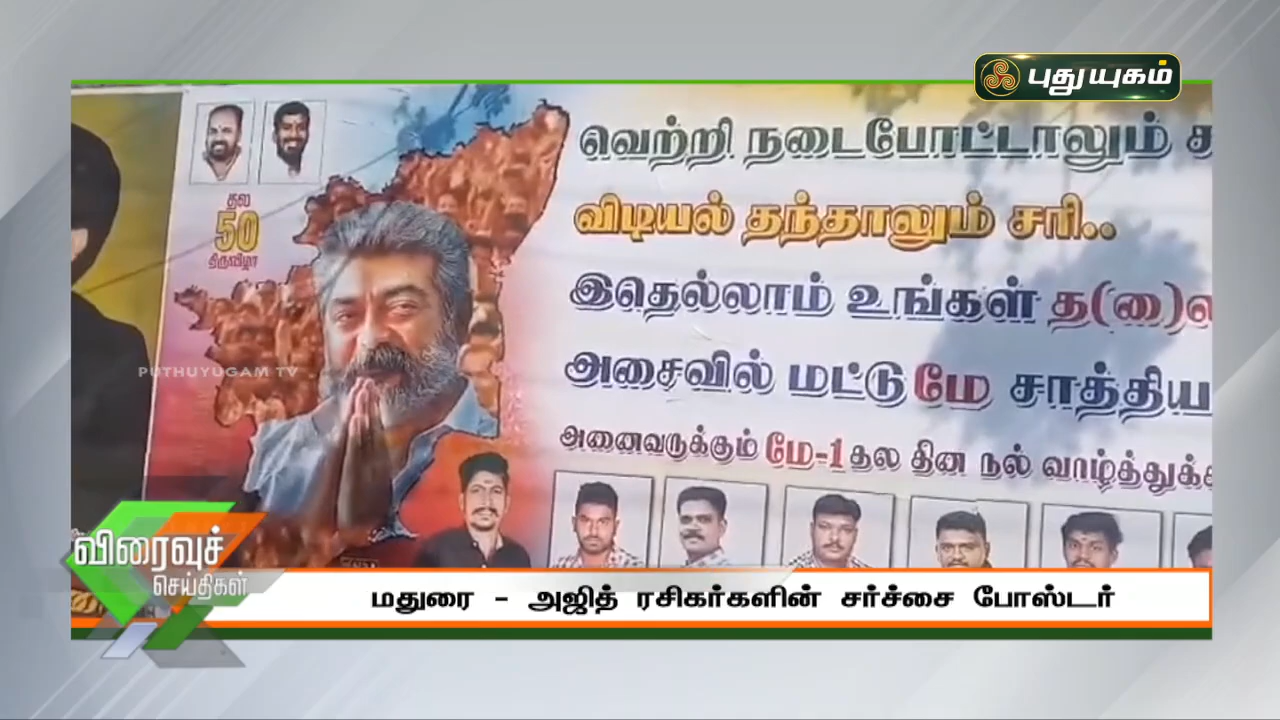 புதுயுகம்
வெற்றி நடைபோட்டாலும்
தல
50
திருவிழா
விடியல் தந்தாலும் சரி..
இதெல்லாம் உங்கள்
அசைவில் மட்டுமே
அனைவருக்கும் மே-1 தல தின நல்
PUTHUYUGAM TV
விரைவுச்
செய்திகள்
மதுரை - அஜித் ரசிகர்களின் சர்ச்சை போஸ்டர்